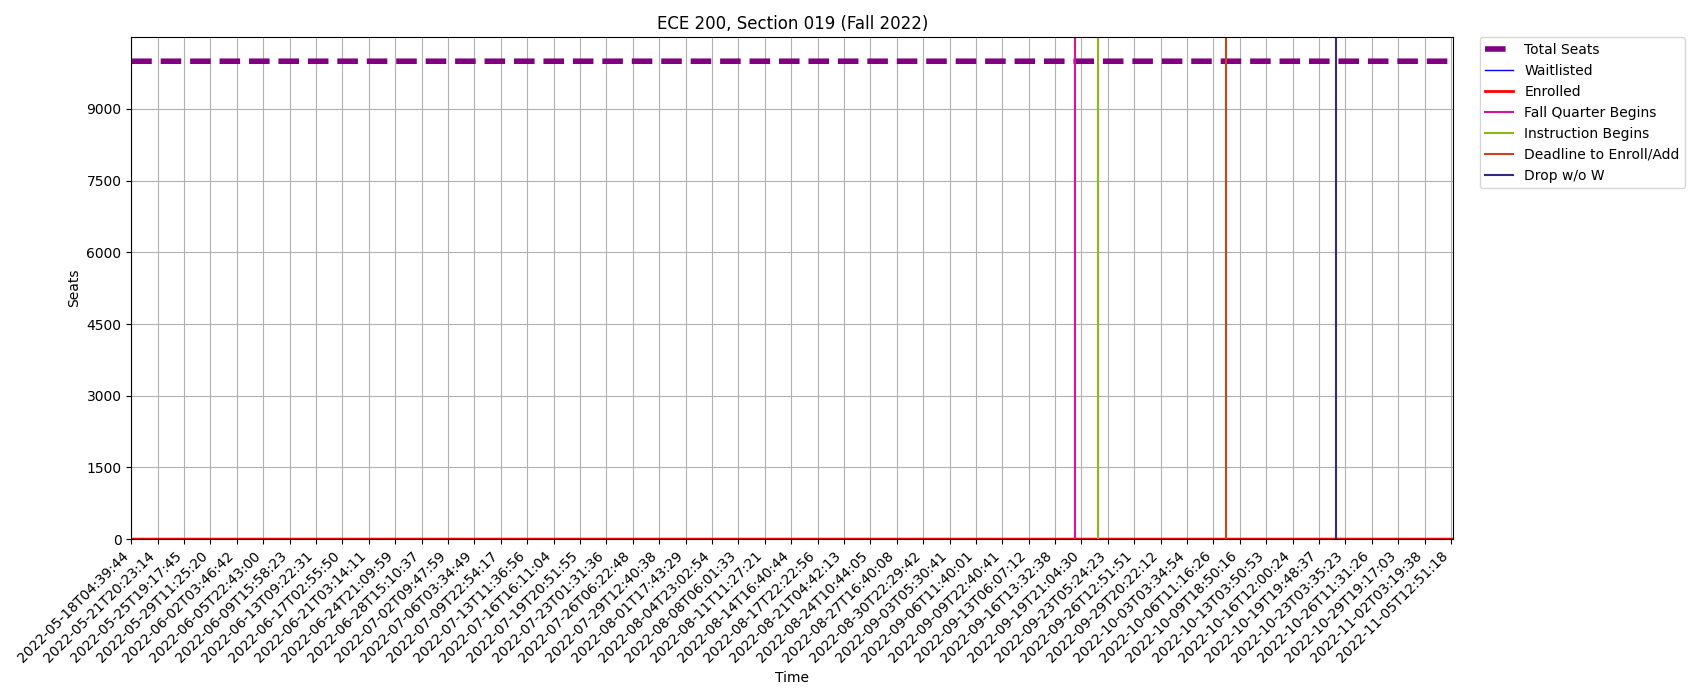 ECE 200, Section 019 (Fall 2022)
Total Seats
Waitlisted
Enrolled
Fall Quarter Begins
Instruction Begins
Deadline to Enroll/Add
Drop w/o W
Seats
9000
7500
6000
4500
3000
1500
0
2022-05-18T04:39:44
2022-05-21T20:23:14
2022-05-25T19:17:45
2022-05-29T11:25:20
2022-06-02T03:46:42
2022-06-05T22:43:00
2022-06-09T15:58:23
2022-06-13T09:22:31
2022-06-17T02:55:50
2022-06-21T03:14:11
2022-06-24T21:09:59
2022-06-28T15:10:37
2022-07-02T09:47:59
2022-07-06T03:34:49
2022-07-09T22:54:17
2022-07-13T11:36:56
2022-07-16T16:11:04
2022-07-19T20:51:55
2022-07-23T01:31:36
2022-07-26T06:22:48
2022-07-29T12:40:38
2022-08-01T17:43:29
2022-08-04T23:02:54
2022-08-08T06:01:33
2022-08-11T11:27:21
2022-08-14T16:40:44
2022-08-17T22:22:56
2022-08-21T04:42:13
2022-08-24T10:44:05
2022-08-27T16:40:08
2022-08-30T22:29:42
2022-09-03T05:30:41
2022-09-06T11:40:01
2022-09-09T22:40:41
2022-09-13T06:07:12
2022-09-16T13:32:38
2022-09-19T21:04:30
2022-09-23T05:24:23
2022-09-26T12:51:51
2022-09-29T20:22:12
2022-10-03T03:34:54
2022-10-06T11:16:26
2022-10-09T18:50:16
2022-10-13T03:50:53
2022-10-16T12:00:24
2022-10-19T19:48:37
2022-10-23T03:35:23
2022-10-26T11:31:26
2022-10-29T19:17:03
2022-11-02T03:19:38
2022-11-05T12:51:18
Time